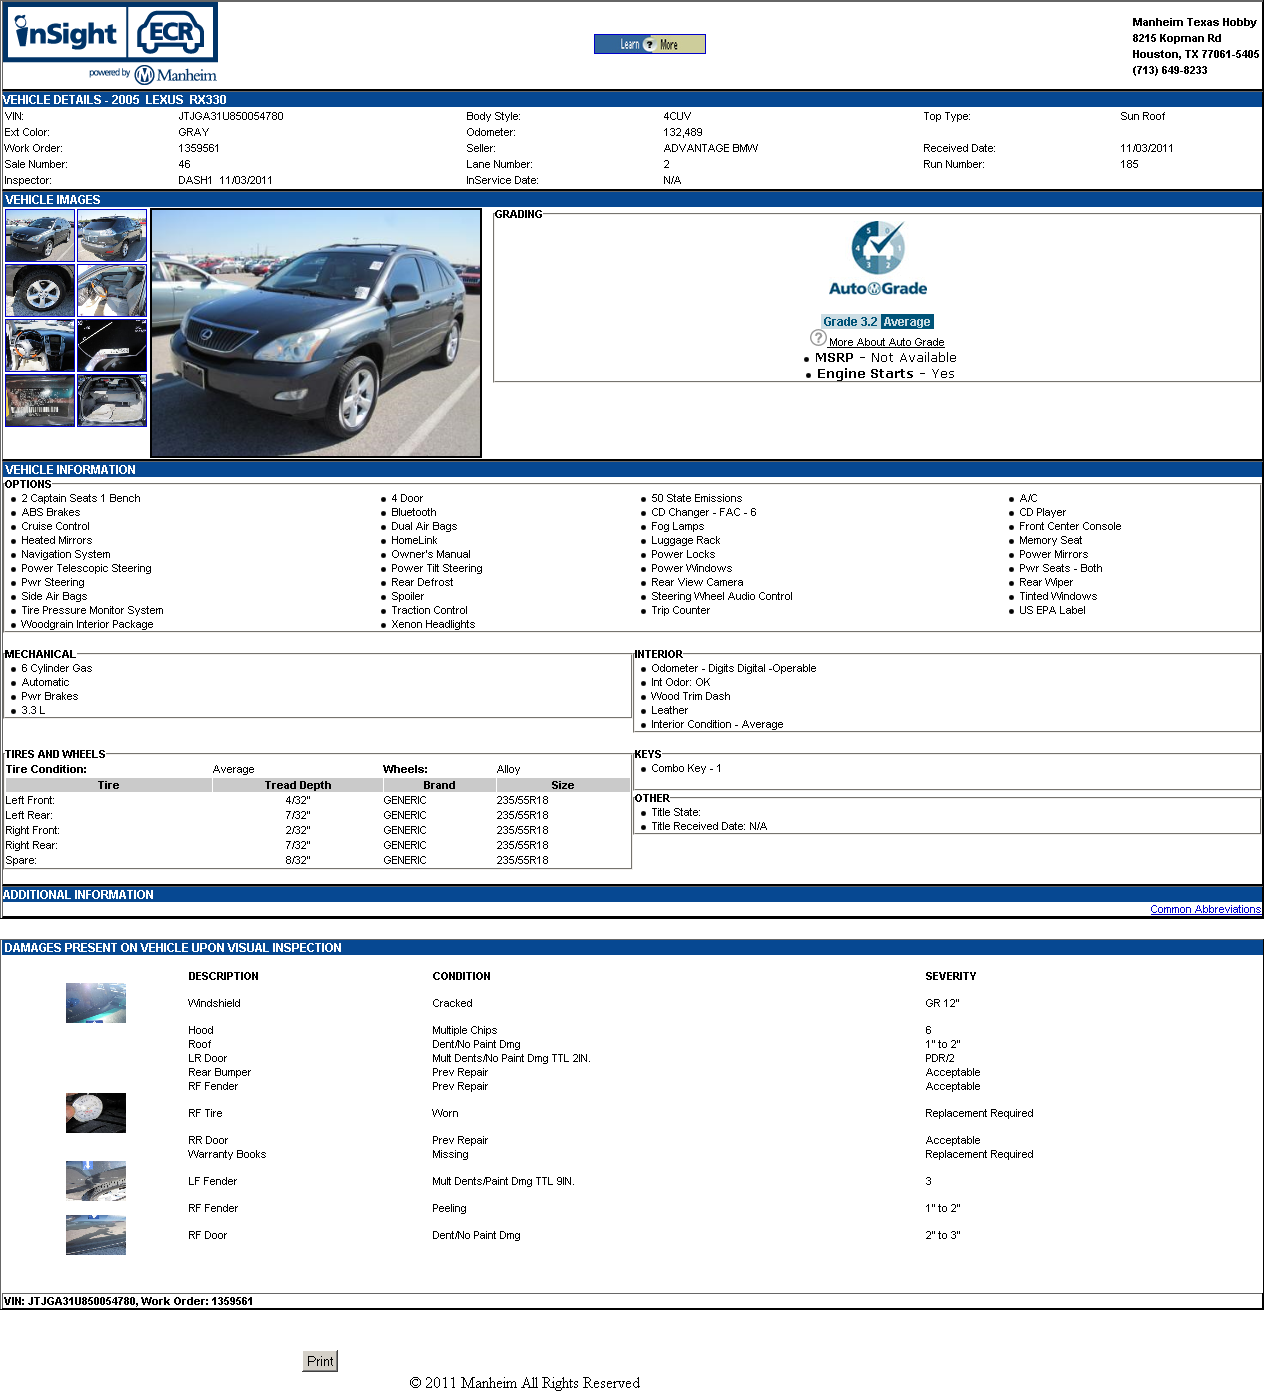 inSight ECR
powered by Manheim
Learn ? More
Manheim Texas Hobby
8215 Kopman Rd
Houston, TX 77061-5405
(713) 649-8233
VEHICLE DETAILS - 2005 LEXUS RX330
VIN: JTJGA31U850054780 Body Style: 4CUV Top Type: Sun Roof
Ext Color: GRAY Odometer: 132,489
Work Order: 1359561 Seller: ADVANTAGE BMW Received Date: 11/03/2011
Sale Number: 46 Lane Number: 2 Run Number: 185
Inspector: DASH1 11/03/2011 InService Date: N/A
VEHICLE IMAGES
GRADING
5 0 4 1 3 2
AutoGrade
Grade 3.2 Average
? More About Auto Grade
• MSRP - Not Available
• Engine Starts - Yes
VEHICLE INFORMATION
OPTIONS
• 2 Captain Seats 1 Bench • 4 Door • 50 State Emissions • A/C
• ABS Brakes • Bluetooth • CD Changer - FAC - 6 • CD Player
• Cruise Control • Dual Air Bags • Fog Lamps • Front Center Console
• Heated Mirrors • HomeLink • Luggage Rack • Memory Seat
• Navigation System • Owner's Manual • Power Locks • Power Mirrors
• Power Telescopic Steering • Power Tilt Steering • Power Windows • Pwr Seats - Both
• Pwr Steering • Rear Defrost • Rear View Camera • Rear Wiper
• Side Air Bags • Spoiler • Steering Wheel Audio Control • Tinted Windows
• Tire Pressure Monitor System • Traction Control • Trip Counter • US EPA Label
• Woodgrain Interior Package • Xenon Headlights
MECHANICAL
• 6 Cylinder Gas
• Automatic
• Pwr Brakes
• 3.3 L
INTERIOR
• Odometer - Digits Digital -Operable
• Int Odor: OK
• Wood Trim Dash
• Leather
• Interior Condition - Average
TIRES AND WHEELS
Tire Condition: Average Wheels: Alloy
Tire Tread Depth Brand Size
Left Front: 4/32" GENERIC 235/55R18
Left Rear: 7/32" GENERIC 235/55R18
Right Front: 2/32" GENERIC 235/55R18
Right Rear: 7/32" GENERIC 235/55R18
Spare: 8/32" GENERIC 235/55R18
KEYS
• Combo Key - 1
OTHER
• Title State:
• Title Received Date: N/A
ADDITIONAL INFORMATION
Common Abbreviations
DAMAGES PRESENT ON VEHICLE UPON VISUAL INSPECTION
DESCRIPTION CONDITION SEVERITY
Windshield Cracked GR 12"
Hood Multiple Chips 6
Roof Dent/No Paint Dmg 1" to 2"
LR Door Mult Dents/No Paint Dmg TTL 2IN. PDR/2
Rear Bumper Prev Repair Acceptable
RF Fender Prev Repair Acceptable
RF Tire Worn Replacement Required
RR Door Prev Repair Acceptable
Warranty Books Missing Replacement Required
LF Fender Mult Dents/Paint Dmg TTL 9IN. 3
RF Fender Peeling 1" to 2"
RF Door Dent/No Paint Dmg 2" to 3"
VIN: JTJGA31U850054780, Work Order: 1359561
Print
© 2011 Manheim All Rights Reserved